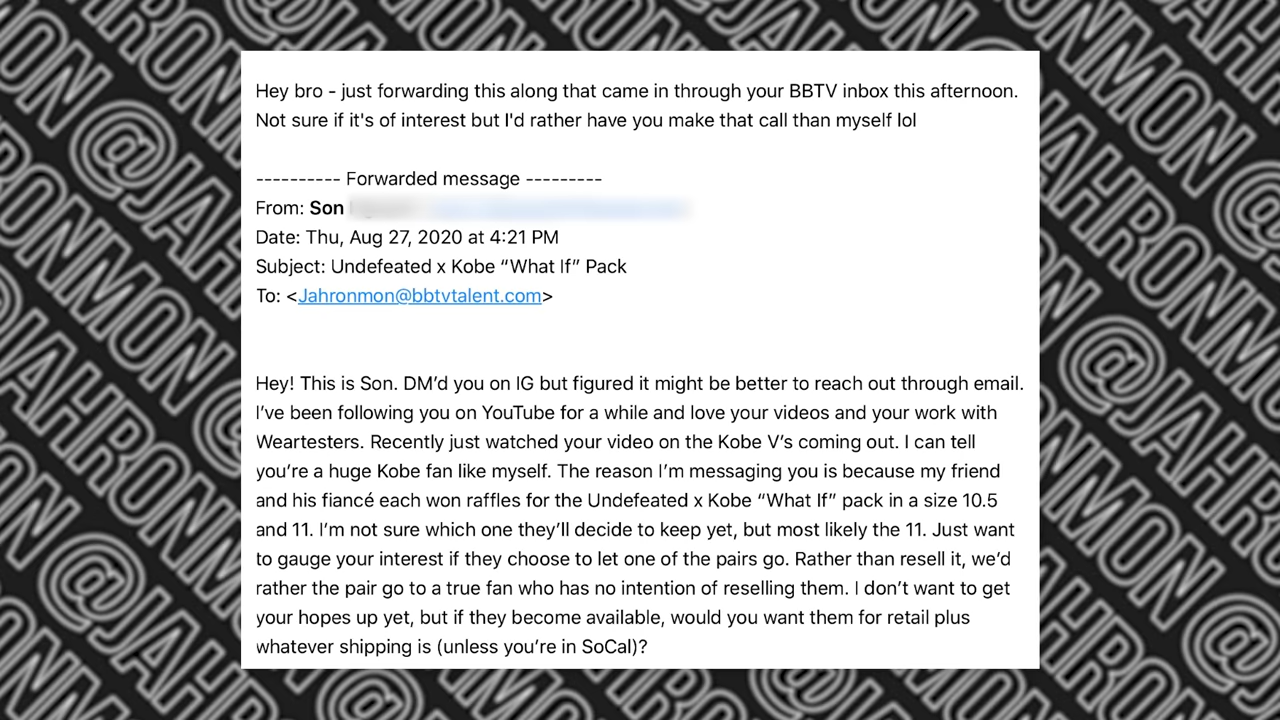 Hey bro - just forwarding this along that came in through your BBTV inbox this afternoon.
Not sure if it's of interest but I'd rather have you make that call than myself lol
---------- Forwarded message ---------
From: Son
Date: Thu, Aug 27, 2020 at 4:21 PM
Subject: Undefeated x Kobe “What If” Pack
To: <Jahronmon@bbtvtalent.com>
Hey! This is Son. DM’d you on IG but figured it might be better to reach out through email.
I’ve been following you on YouTube for a while and love your videos and your work with
Weartesters. Recently just watched your video on the Kobe V’s coming out. I can tell
you’re a huge Kobe fan like myself. The reason I’m messaging you is because my friend
and his fiancé each won raffles for the Undefeated x Kobe “What If” pack in a size 10.5
and 11. I’m not sure which one they’ll decide to keep yet, but most likely the 11. Just want
to gauge your interest if they choose to let one of the pairs go. Rather than resell it, we’d
rather the pair go to a true fan who has no intention of reselling them. I don’t want to get
your hopes up yet, but if they become available, would you want them for retail plus
whatever shipping is (unless you’re in SoCal)?
@JAHRONMON